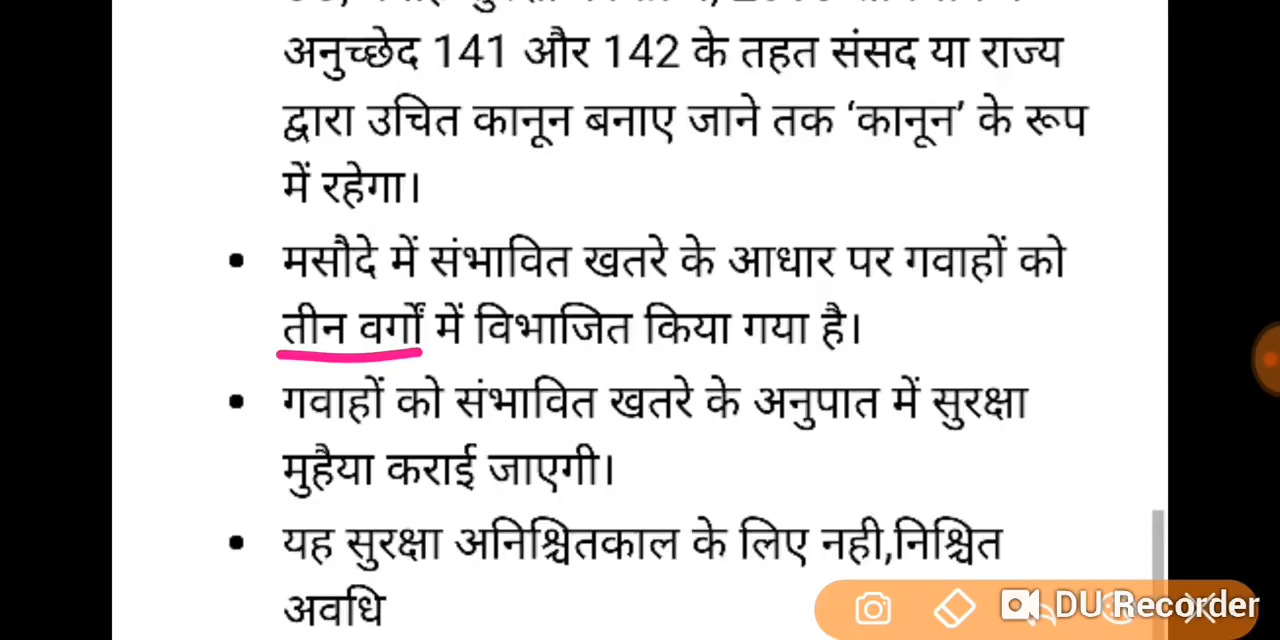 अनुच्छेद 141 और 142 के तहत संसद या राज्य
द्वारा उचित कानून बनाए जाने तक ‘कानून’ के रूप
में रहेगा।
• मसौदे में संभावित खतरे के आधार पर गवाहों को
तीन वर्गों में विभाजित किया गया है।
• गवाहों को संभावित खतरे के अनुपात में सुरक्षा
मुहैया कराई जाएगी।
• यह सुरक्षा अनिश्चितकाल के लिए नही,निश्चित
अवधि
DU Recorder